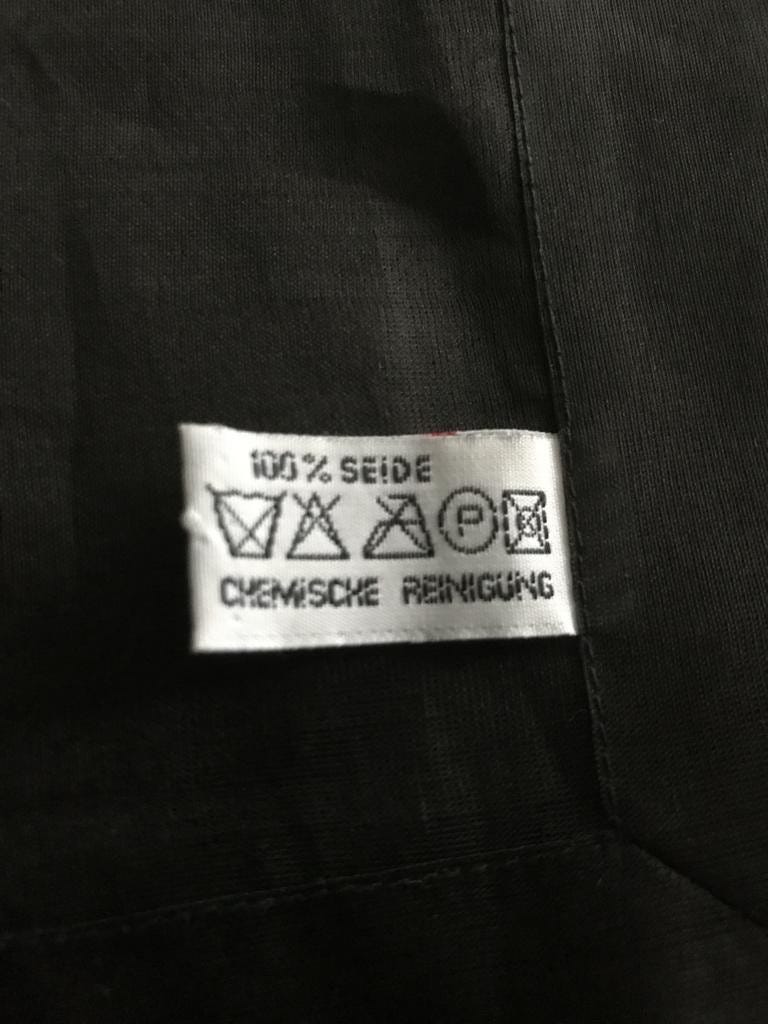 100% SEIDE
P
CHEMISCHE REINIGUNG